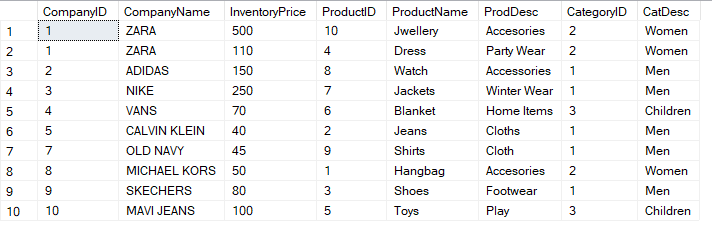 CompanyID CompanyName InventoryPrice ProductID ProductName ProdDesc CategoryID CatDesc
1 1 ZARA 500 10 Jwellery Accesories 2 Women
2 1 ZARA 110 4 Dress Party Wear 2 Women
3 2 ADIDAS 150 8 Watch Accessories 1 Men
4 3 NIKE 250 7 Jackets Winter Wear 1 Men
5 4 VANS 70 6 Blanket Home Items 3 Children
6 5 CALVIN KLEIN 40 2 Jeans Cloths 1 Men
7 7 OLD NAVY 45 9 Shirts Cloth 1 Men
8 8 MICHAEL KORS 50 1 Hangbag Accesories 2 Women
9 9 SKECHERS 80 3 Shoes Footwear 1 Men
10 10 MAVI JEANS 100 5 Toys Play 3 Children